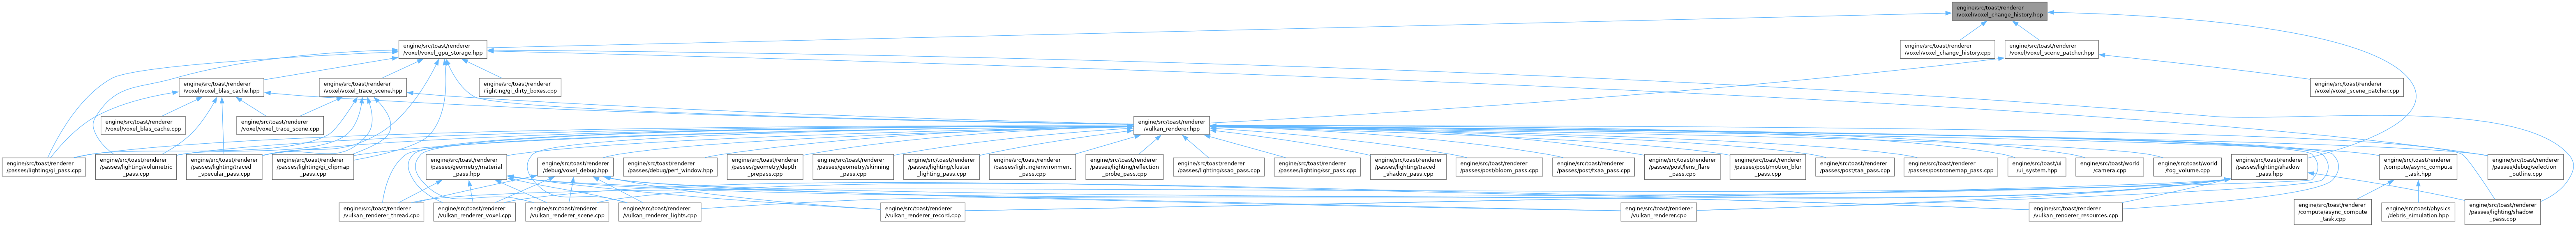 engine/src/toast/renderer
/voxel/voxel_change_history.hpp
engine/src/toast/renderer
/voxel/voxel_gpu_storage.hpp
engine/src/toast/renderer
/voxel/voxel_change_history.cpp
engine/src/toast/renderer
/voxel/voxel_scene_patcher.hpp
engine/src/toast/renderer
/voxel/voxel_blas_cache.hpp
engine/src/toast/renderer
/voxel/voxel_trace_scene.hpp
engine/src/toast/renderer
/lighting/gi_dirty_boxes.cpp
engine/src/toast/renderer
/voxel/voxel_scene_patcher.cpp
engine/src/toast/renderer
/voxel/voxel_blas_cache.cpp
engine/src/toast/renderer
/voxel/voxel_trace_scene.cpp
engine/src/toast/renderer
/vulkan_renderer.hpp
engine/src/toast/renderer
/passes/lighting/gi_pass.cpp
engine/src/toast/renderer
/passes/lighting/volumetric
_pass.cpp
engine/src/toast/renderer
/passes/lighting/traced
_specular_pass.cpp
engine/src/toast/renderer
/passes/lighting/gi_clipmap
_pass.cpp
engine/src/toast/renderer
/passes/geometry/material
_pass.hpp
engine/src/toast/renderer
/debug/voxel_debug.hpp
engine/src/toast/renderer
/passes/debug/perf_window.hpp
engine/src/toast/renderer
/passes/geometry/depth
_prepass.cpp
engine/src/toast/renderer
/passes/geometry/skinning
_pass.cpp
engine/src/toast/renderer
/passes/lighting/cluster
_lighting_pass.cpp
engine/src/toast/renderer
/passes/lighting/environment
_pass.cpp
engine/src/toast/renderer
/passes/lighting/reflection
_probe_pass.cpp
engine/src/toast/renderer
/passes/lighting/ssao_pass.cpp
engine/src/toast/renderer
/passes/lighting/ssr_pass.cpp
engine/src/toast/renderer
/passes/lighting/traced
_shadow_pass.cpp
engine/src/toast/renderer
/passes/post/bloom_pass.cpp
engine/src/toast/renderer
/passes/post/fxaa_pass.cpp
engine/src/toast/renderer
/passes/post/lens_flare
_pass.cpp
engine/src/toast/renderer
/passes/post/motion_blur
_pass.cpp
engine/src/toast/renderer
/passes/post/taa_pass.cpp
engine/src/toast/renderer
/passes/post/tonemap_pass.cpp
engine/src/toast/ui
/ui_system.hpp
engine/src/toast/world
/camera.cpp
engine/src/toast/world
/fog_volume.cpp
engine/src/toast/renderer
/passes/lighting/shadow
_pass.hpp
engine/src/toast/renderer
/compute/async_compute
_task.hpp
engine/src/toast/renderer
/passes/debug/selection
_outline.cpp
engine/src/toast/renderer
/vulkan_renderer_thread.cpp
engine/src/toast/renderer
/vulkan_renderer_voxel.cpp
engine/src/toast/renderer
/vulkan_renderer_scene.cpp
engine/src/toast/renderer
/vulkan_renderer_lights.cpp
engine/src/toast/renderer
/vulkan_renderer_record.cpp
engine/src/toast/renderer
/vulkan_renderer.cpp
engine/src/toast/renderer
/vulkan_renderer_resources.cpp
engine/src/toast/renderer
/compute/async_compute
_task.cpp
engine/src/toast/physics
/debris_simulation.hpp
engine/src/toast/renderer
/passes/lighting/shadow
_pass.cpp